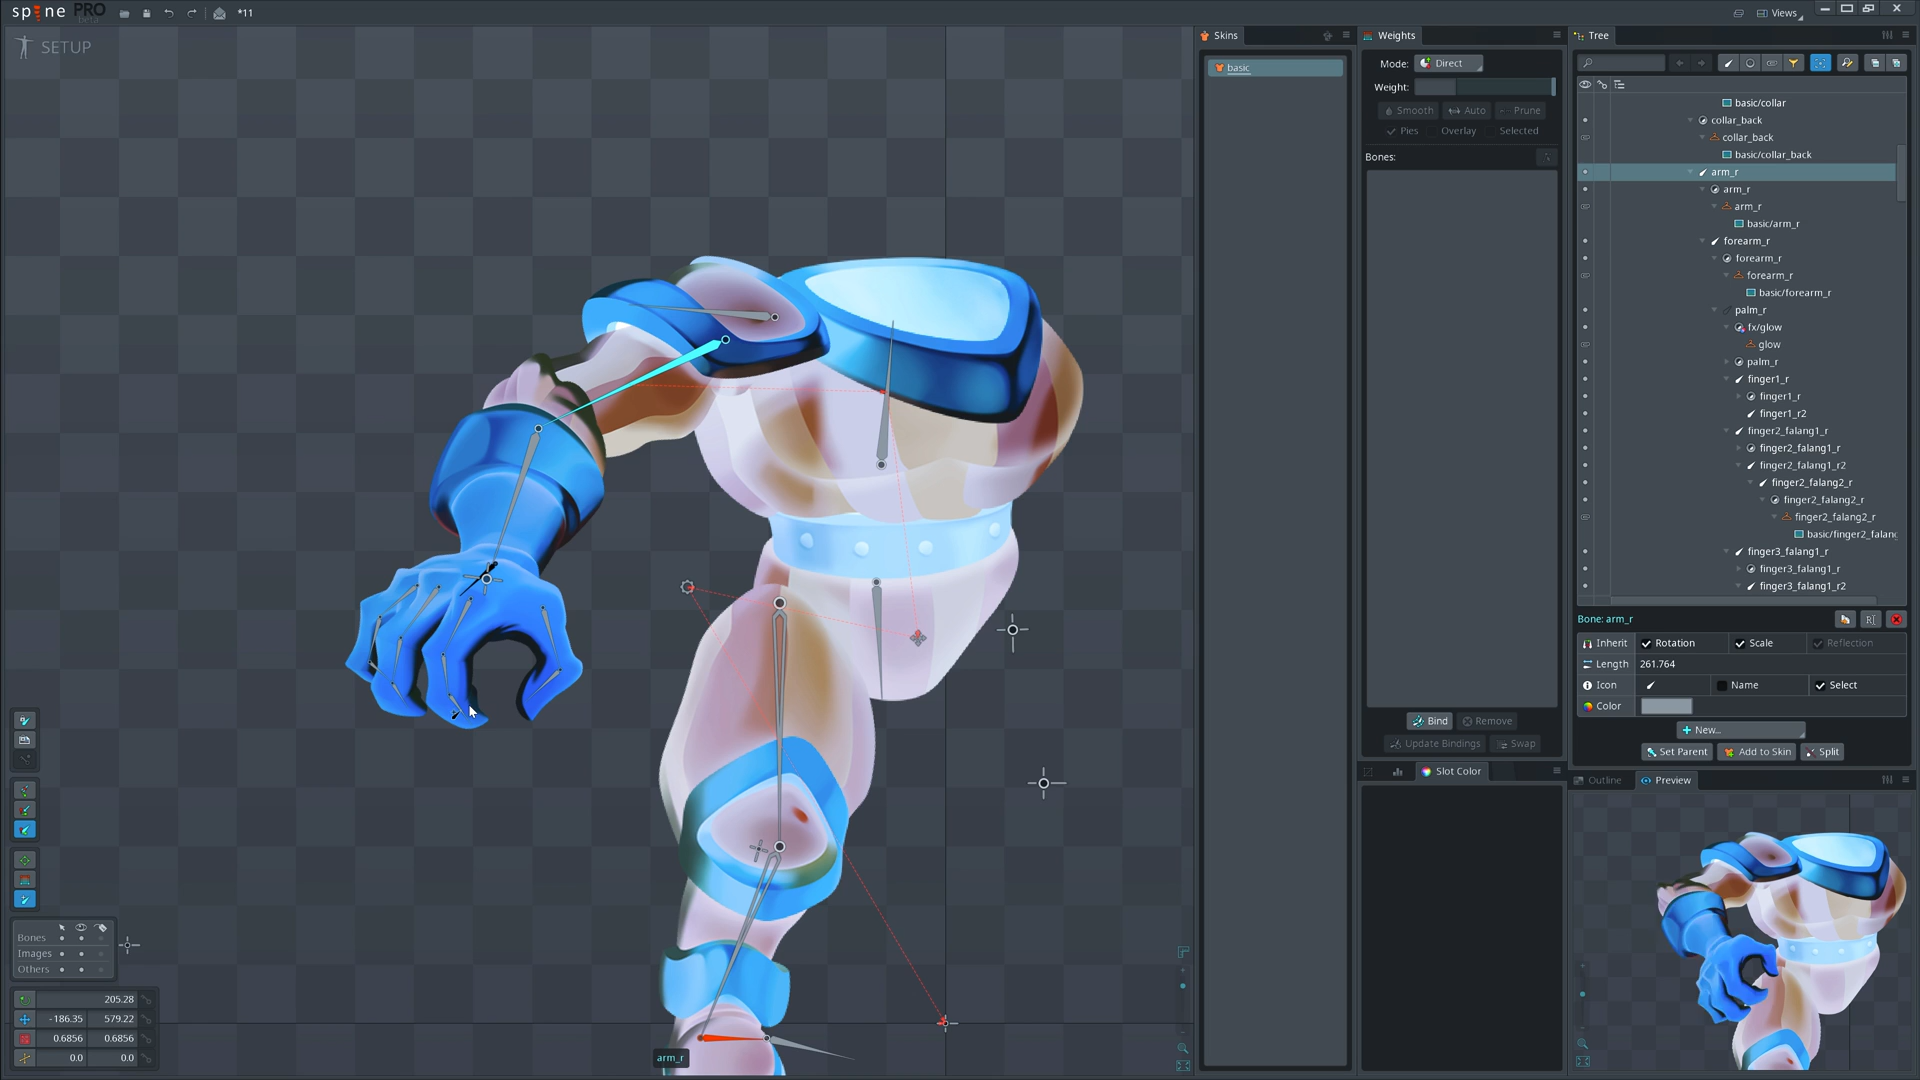 spine PRO
beta
*11
Views
SETUP
Skins
basic
Weights
Mode: Direct
Weight:
Smooth Auto Prune
Pies Overlay Selected
Bones:
Bind Remove
Update Bindings Swap
Slot Color
Tree
basic/collar
collar_back
collar_back
basic/collar_back
arm_r
arm_r
arm_r
basic/arm_r
forearm_r
forearm_r
forearm_r
basic/forearm_r
palm_r
fx/glow
glow
palm_r
finger1_r
finger1_r
finger1_r2
finger2_falang1_r
finger2_falang1_r
finger2_falang1_r2
finger2_falang2_r
finger2_falang2_r
finger2_falang2_r
basic/finger2_falang
finger3_falang1_r
finger3_falang1_r
finger3_falang1_r2
Bone: arm_r
Inherit Rotation Scale Reflection
Length 261.764
Icon Name Select
Color
New...
Set Parent Add to Skin Split
Outline Preview
Bones
Images
Others
205.28
-186.35 579.22
0.6856 0.6856
0.0 0.0
arm_r